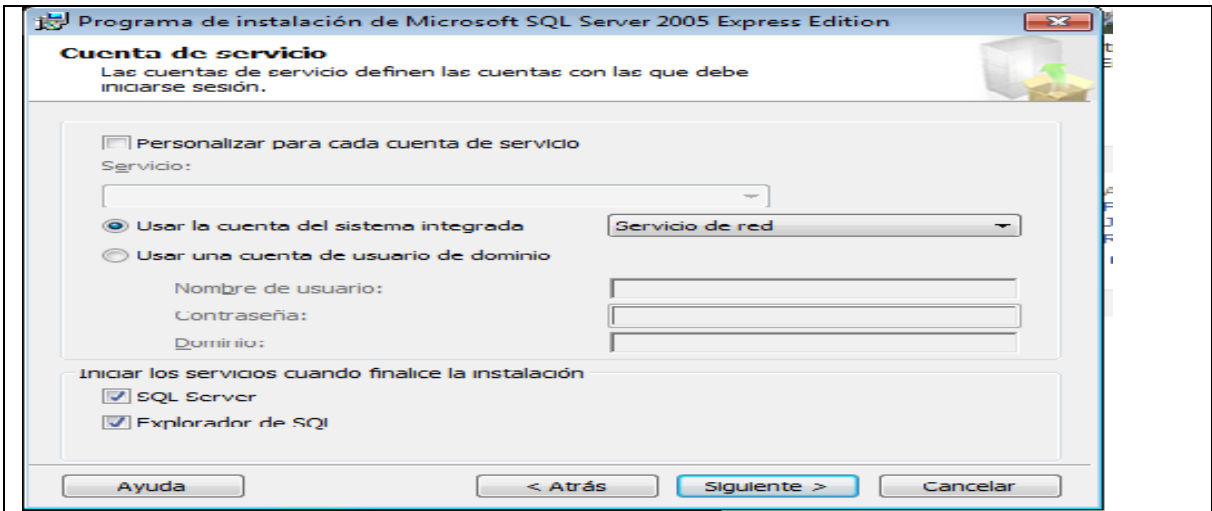 Programa de instalación de Microsoft SQL Server 2005 Express Edition
Cuenta de servicio
Las cuentas de servicio definen las cuentas con las que debe
iniciarse sesión.
Personalizar para cada cuenta de servicio
Servicio:
Usar la cuenta del sistema integrada
Servicio de red
Usar una cuenta de usuario de dominio
Nombre de usuario:
Contraseña:
Dominio:
Iniciar los servicios cuando finalice la instalación
SQL Server
Explorador de SQL
Ayuda
< Atrás
Siguiente >
Cancelar